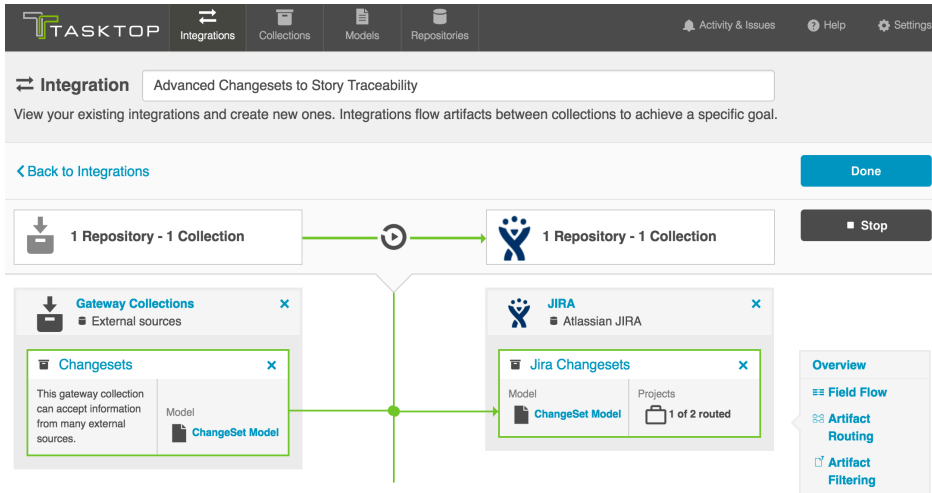 TASKTOP
Integrations
Collections
Models
Repositories
Activity & Issues
Help
Settings
Integration
Advanced Changesets to Story Traceability
View your existing integrations and create new ones. Integrations flow artifacts between collections to achieve a specific goal.
Back to Integrations
Done
1 Repository - 1 Collection
1 Repository - 1 Collection
Stop
Gateway Collections
External sources
JIRA
Atlassian JIRA
Changesets
This gateway collection
can accept information
from many external
sources.
Model
ChangeSet Model
Jira Changesets
Model
ChangeSet Model
Projects
1 of 2 routed
Overview
Field Flow
Artifact
Routing
Artifact
Filtering